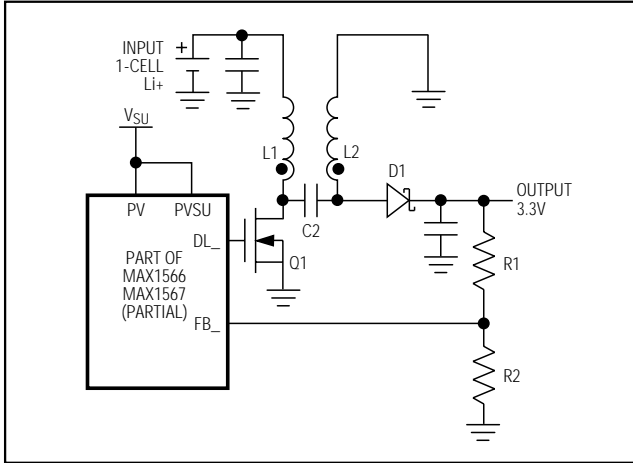 INPUT
1-CELL
Li+
+
VSU
L1
L2
D1
OUTPUT
3.3V
PV
PVSU
C2
DL_
Q1
R1
PART OF
MAX1566
MAX1567
(PARTIAL)
FB_
R2